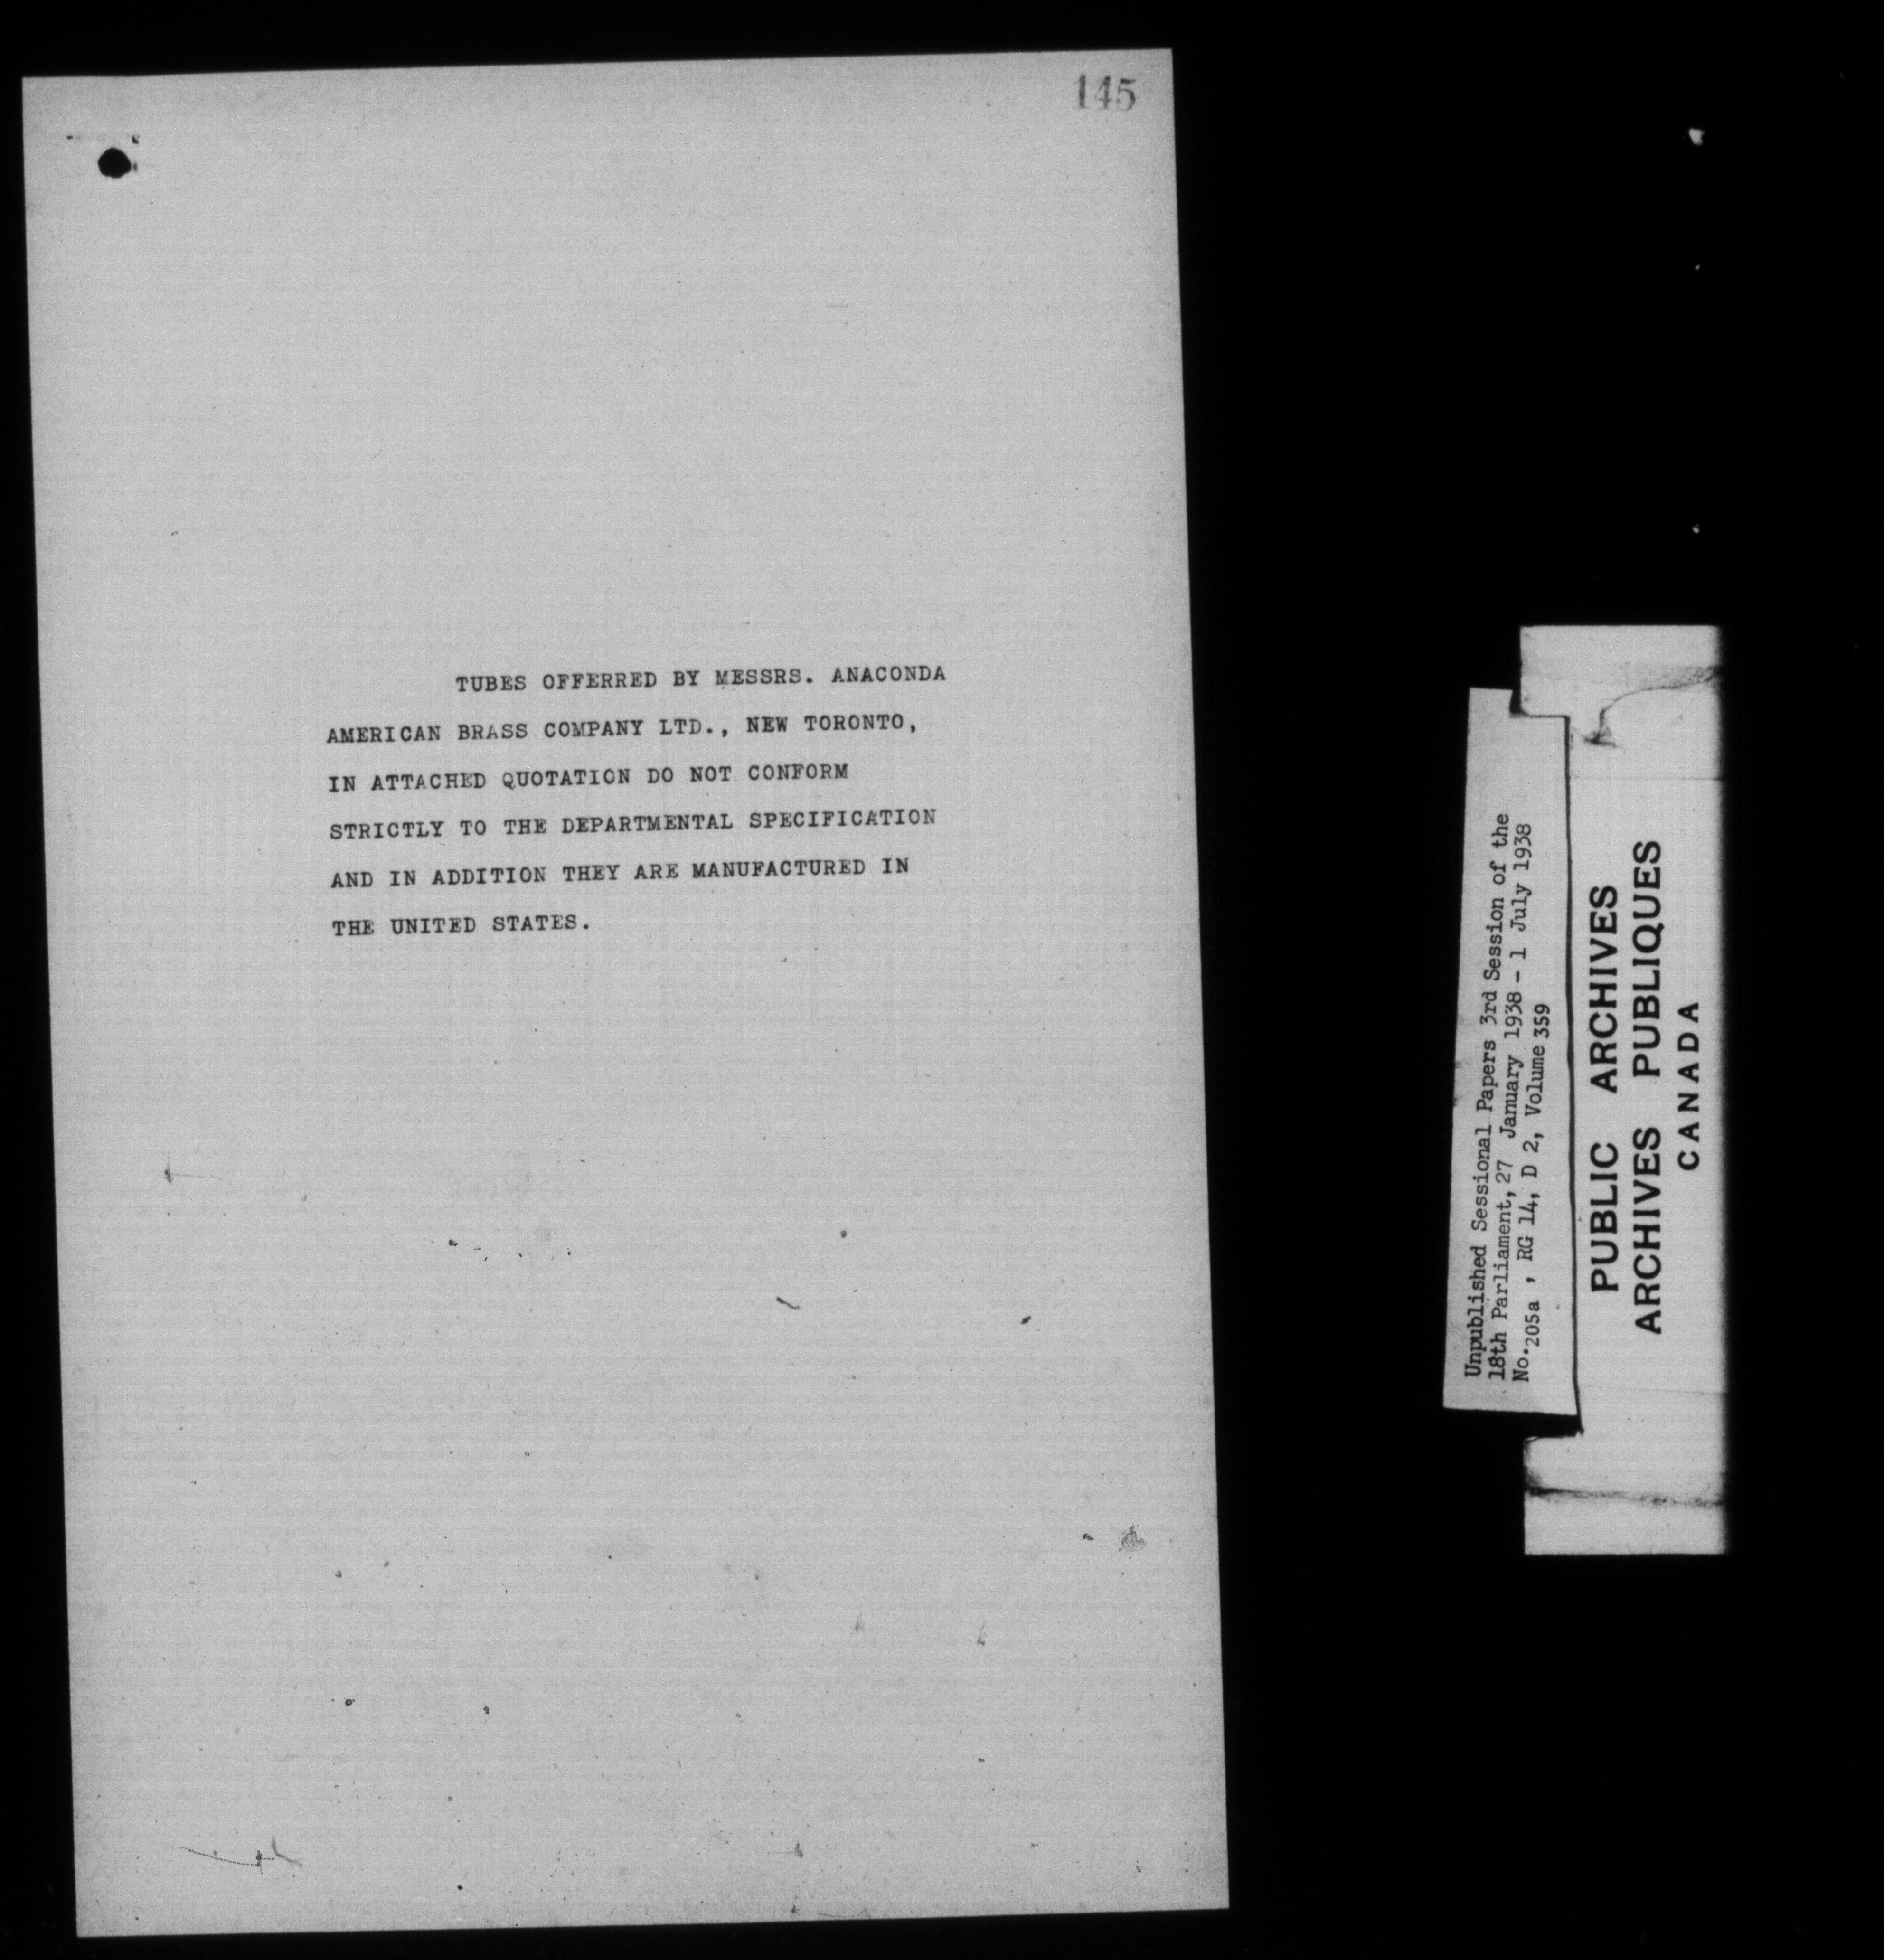 145
TUBES OFFERRED BY MESSRS. ANACONDA
AMERICAN BRASS COMPANY LTD., NEW TORONTO,
IN ATTACHED QUOTATION DO NOT CONFORM
STRICTLY TO THE DEPARTMENTAL SPECIFICATION
AND IN ADDITION THEY ARE MANUFACTURED IN
THE UNITED STATES.
Unpublished Sessional Papers 3rd Session of the
18th Parliament, 27 January 1938 - 1 July 1938
No. 205a , RG 14, D 2, Volume 359
PUBLIC ARCHIVES
ARCHIVES PUBLIQUES
CANADA